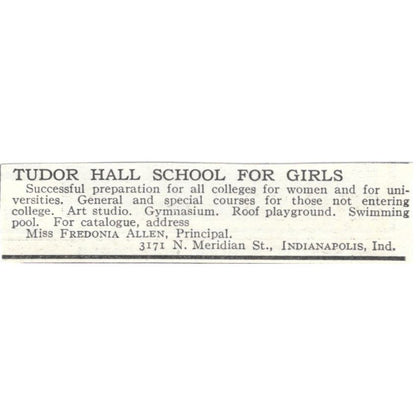 TUDOR HALL SCHOOL FOR GIRLS
Successful preparation for all colleges for women and for uni-
versities. General and special courses for those not entering
college. Art studio. Gymnasium. Roof playground. Swimming
pool. For catalogue, address
Miss FREDONIA ALLEN, Principal.
3171 N. Meridian St., INDIANAPOLIS, Ind.